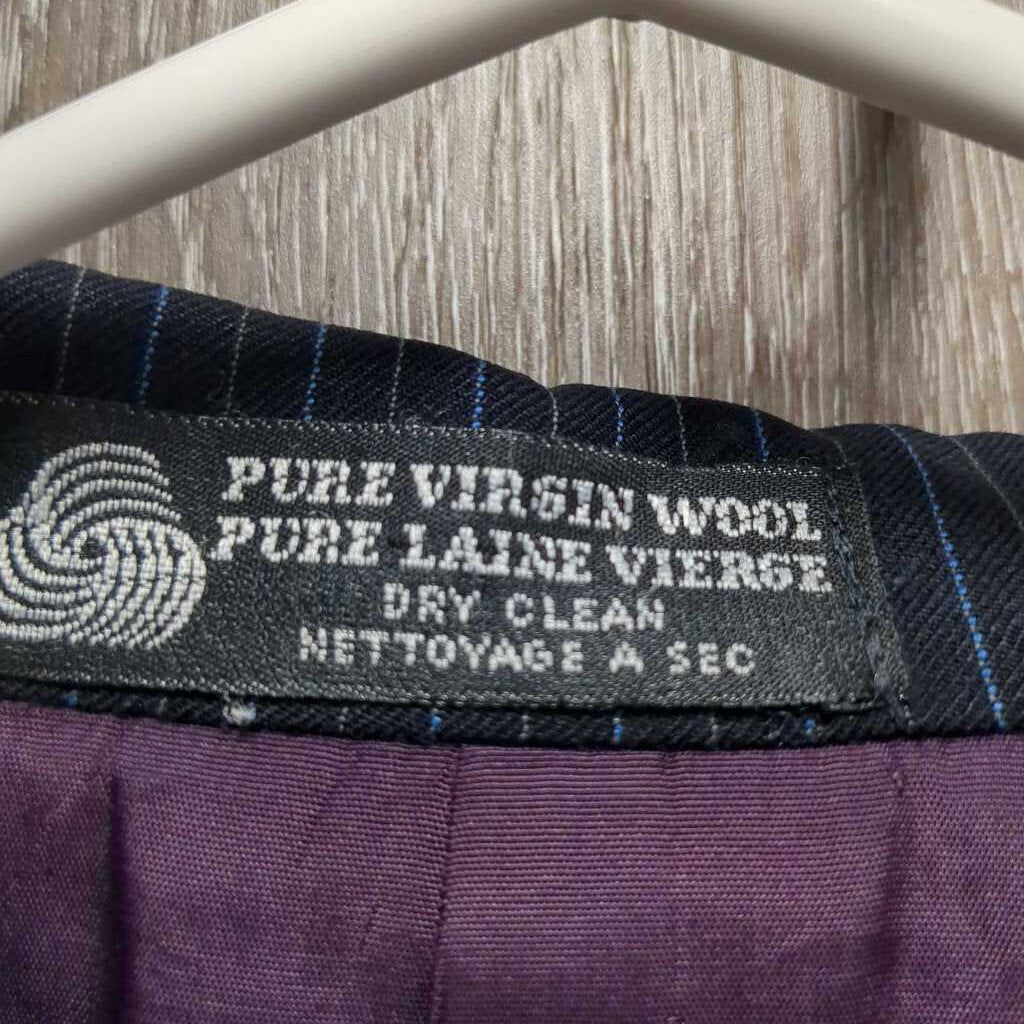 PURE VIRGIN WOOL
PURE LAINE VIERGE
DRY CLEAN
NETTOYAGE A SEC